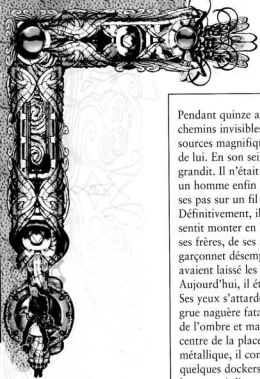 Pendant quinze a
chemins invisibles
sources magnifiqu
de lui. En son sei
grandit. Il n'était
un homme enfin
ses pas sur un fil
Définitivement, il
sentit monter en
ses frères, de ses
garçonnet désemp
avaient laissé les
Aujourd'hui, il ét
Ses yeux s'attarde
grue naguère fata
de l'ombre et ma
centre de la place
métallique, il con
quelques dockers